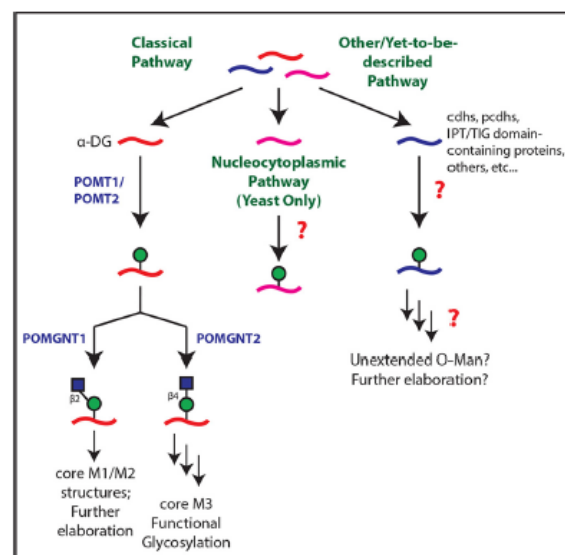 Classical
Pathway
Other/Yet-to-be-
described
Pathway
α-DG
cdhs, pcdhs,
IPT/TIG domain-
containing proteins,
others, etc...
Nucleocytoplasmic
Pathway
(Yeast Only)
POMT1/
POMT2
?
?
POMGNT1
POMGNT2
?
Unextended O-Man?
Further elaboration?
β2
β4
core M1/M2
structures;
Further
elaboration
core M3
Functional
Glycosylation